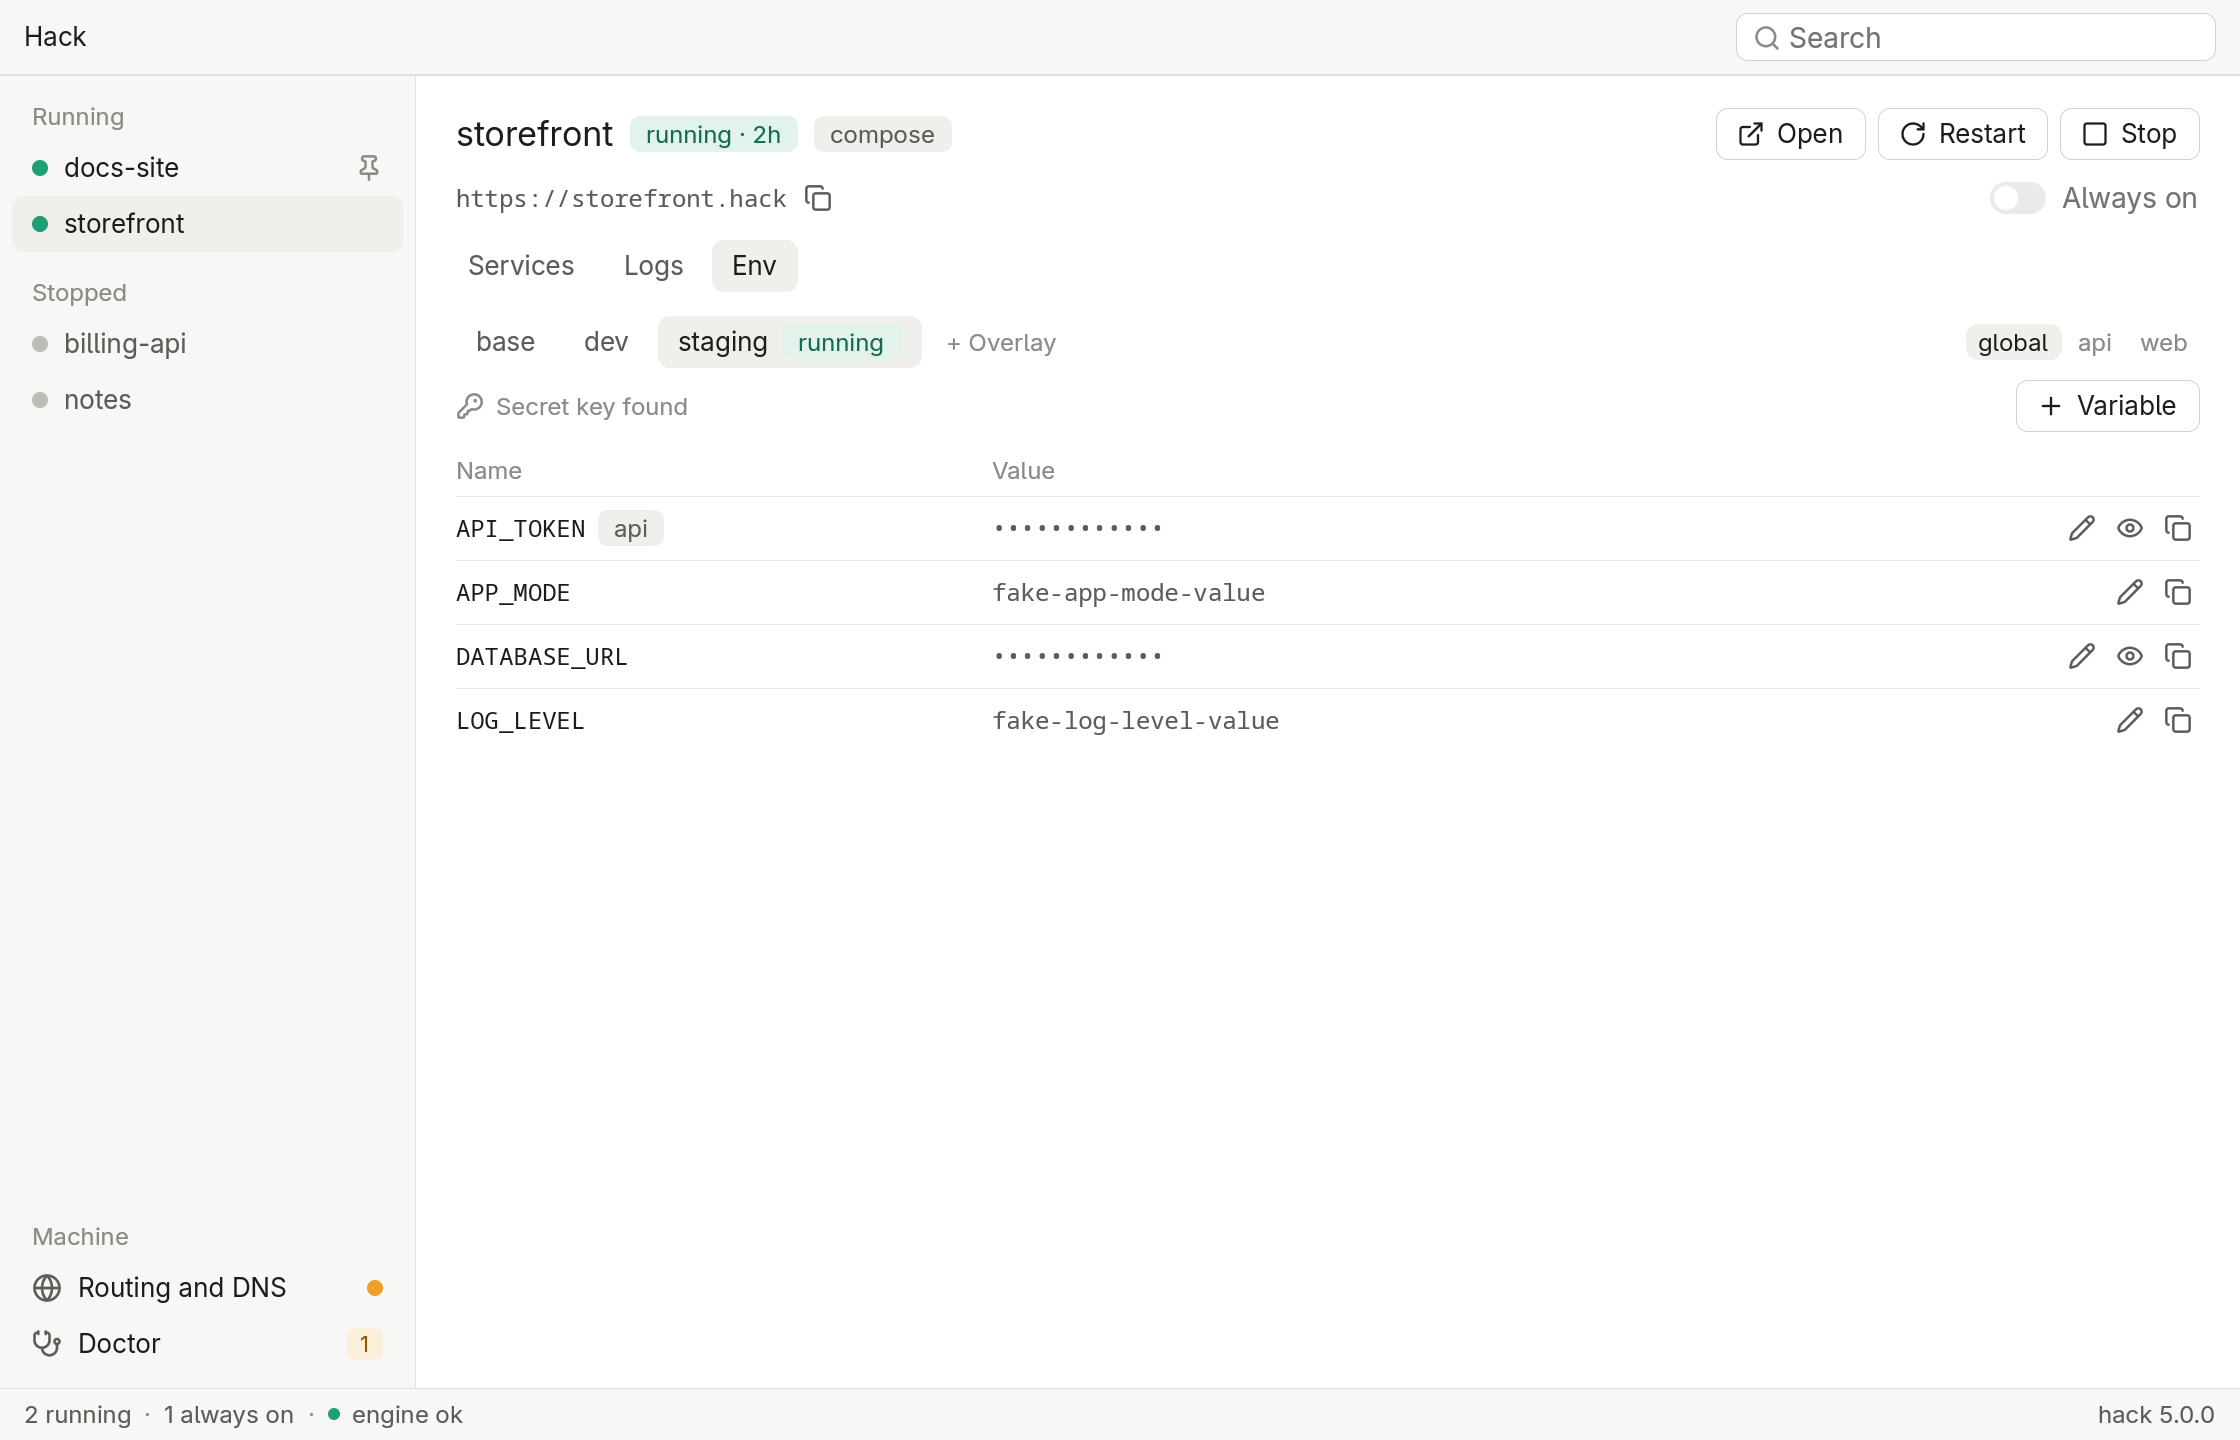 Hack
Search
Running
docs-site
storefront
Stopped
billing-api
notes
Machine
Routing and DNS
Doctor 1
storefront running · 2h compose
Open Restart Stop
https://storefront.hack
Always on
Services Logs Env
base dev staging running + Overlay
global api web
Secret key found
+ Variable
Name Value
API_TOKEN api ••••••••••••
APP_MODE fake-app-mode-value
DATABASE_URL ••••••••••••
LOG_LEVEL fake-log-level-value
2 running · 1 always on · engine ok
hack 5.0.0